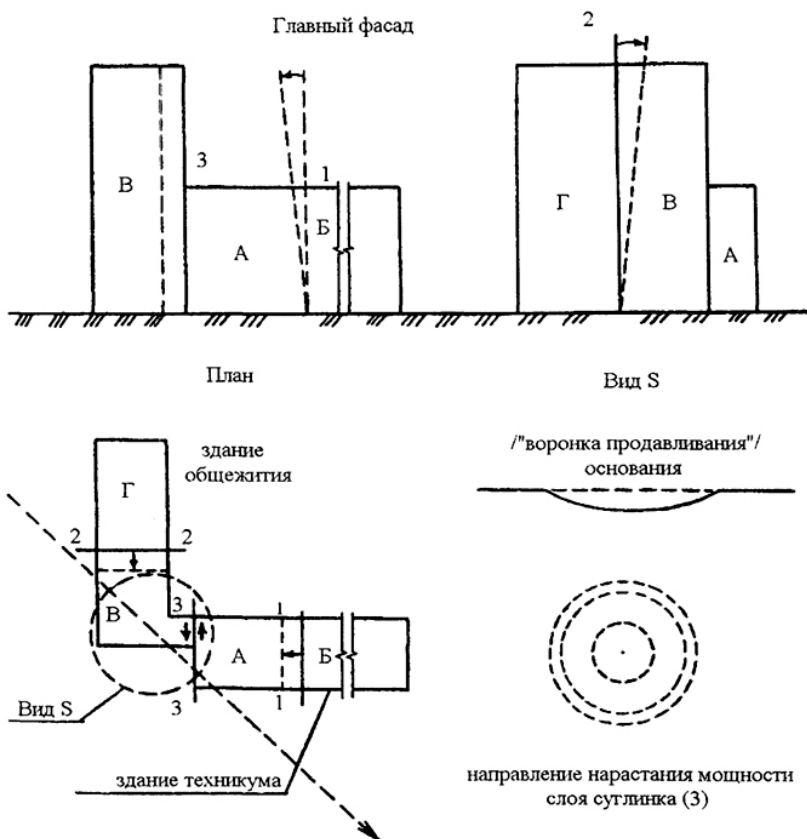 Главный фасад
2
В
3
А
1
Б
Г
В
А
План
Вид S
здание
общежития
Г
2
2
В
3
А
1
Б
3
1
Вид S
здание техникума
/"воронка продавливания"/
основания
направление нарастания мощности
слоя суглинка (3)